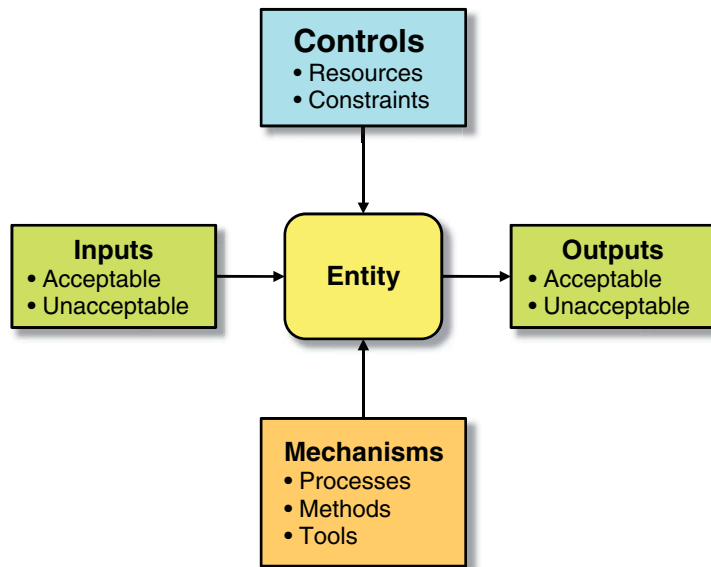 Controls
• Resources
• Constraints
Inputs
• Acceptable
• Unacceptable
Entity
Outputs
• Acceptable
• Unacceptable
Mechanisms
• Processes
• Methods
• Tools